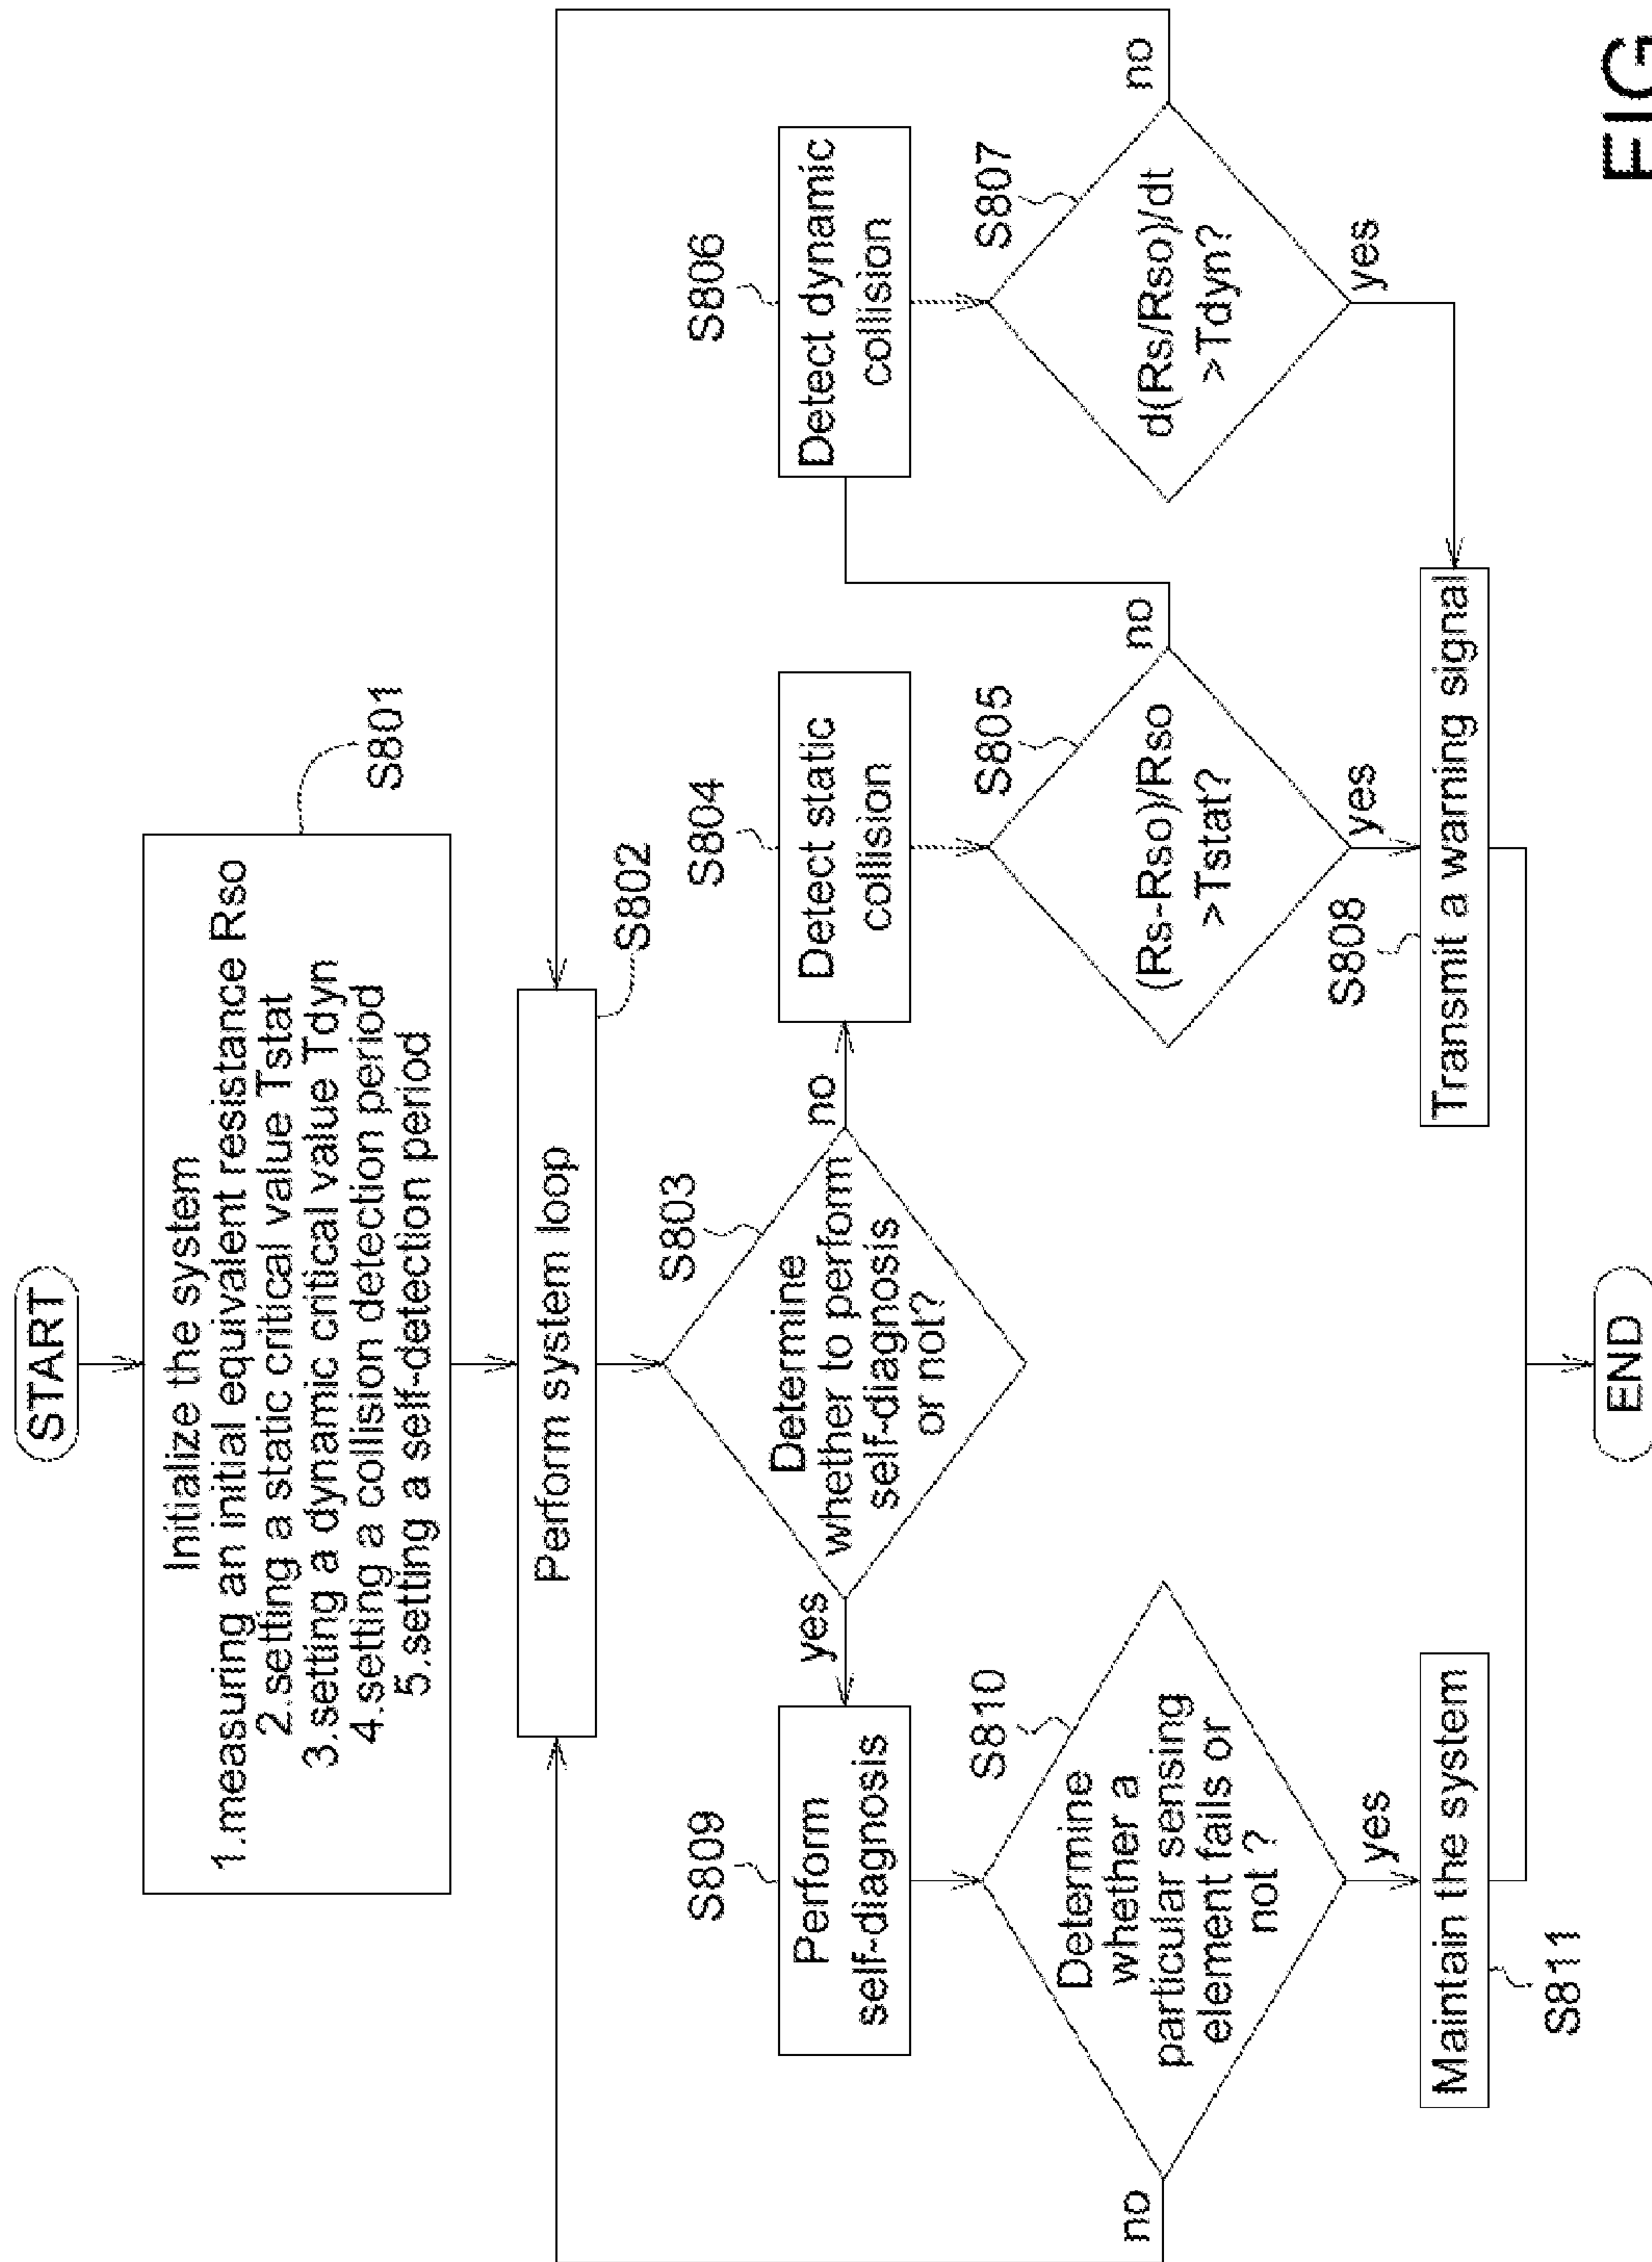 START
Initialize the system
1.measuring an initial equivalent resistance Rso
2.setting a static critical value Tstat
3.setting a dynamic critical value Tdyn
4.setting a collision detection period
5.setting a self-detection period
S801
Perform system loop
S802
Determine
whether to perform
self-diagnosis
or not?
S803
yes
no
S809
Perform
self-diagnosis
S804
Detect static
collision
S806
Detect dynamic
collision
Determine
whether a
particular sensing
element fails or
not ?
S810
no
yes
(Rs-Rso)/Rso
>Tstat?
S805
no
yes
d(Rs/Rso)/dt
>Tdyn?
S807
no
yes
Maintain the system
S811
S808
Transmit a warning signal
END
FIG